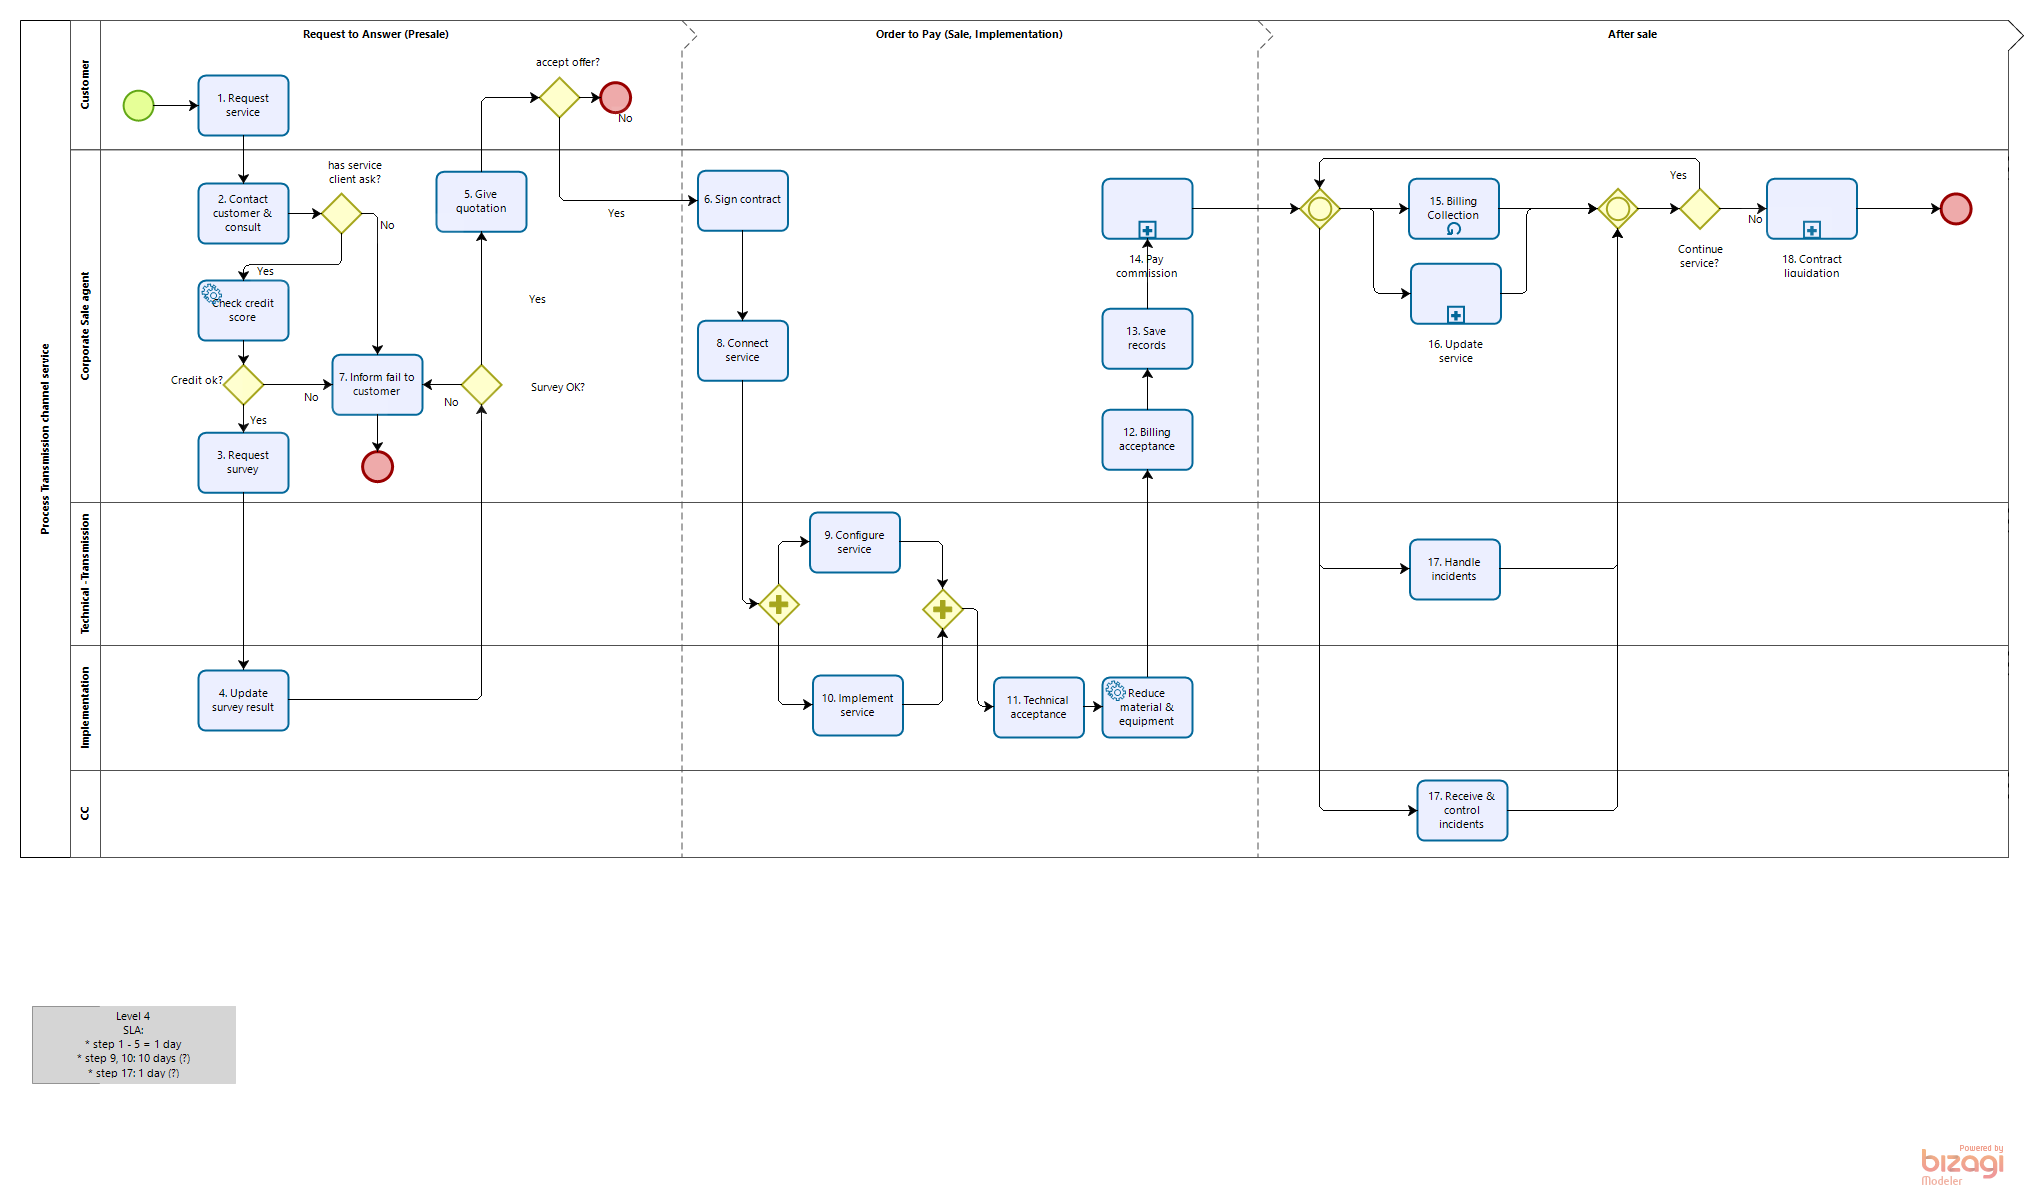 Process Transmission channel service
Request to Answer (Presale)
Order to Pay (Sale, Implementation)
After sale
Customer
1. Request
service
accept offer?
No
Yes
Corporate Sale agent
2. Contact
customer &
consult
has service
client ask?
No
Yes
Check credit
score
Credit ok?
No
Yes
3. Request
survey
7. Inform fail to
customer
5. Give
quotation
Yes
Survey OK?
No
6. Sign contract
8. Connect
service
14. Pay
commission
13. Save
records
12. Billing
acceptance
15. Billing
Collection
16. Update
service
Yes
No
Continue
service?
18. Contract
liquidation
Technical -Transmission
9. Configure
service
17. Handle
incidents
Implementation
4. Update
survey result
10. Implement
service
11. Technical
acceptance
Reduce
material &
equipment
CC
17. Receive &
control
incidents
Level 4
SLA:
* step 1 - 5 = 1 day
* step 9, 10: 10 days (?)
* step 17: 1 day (?)
Powered by
bizagi
Modeler